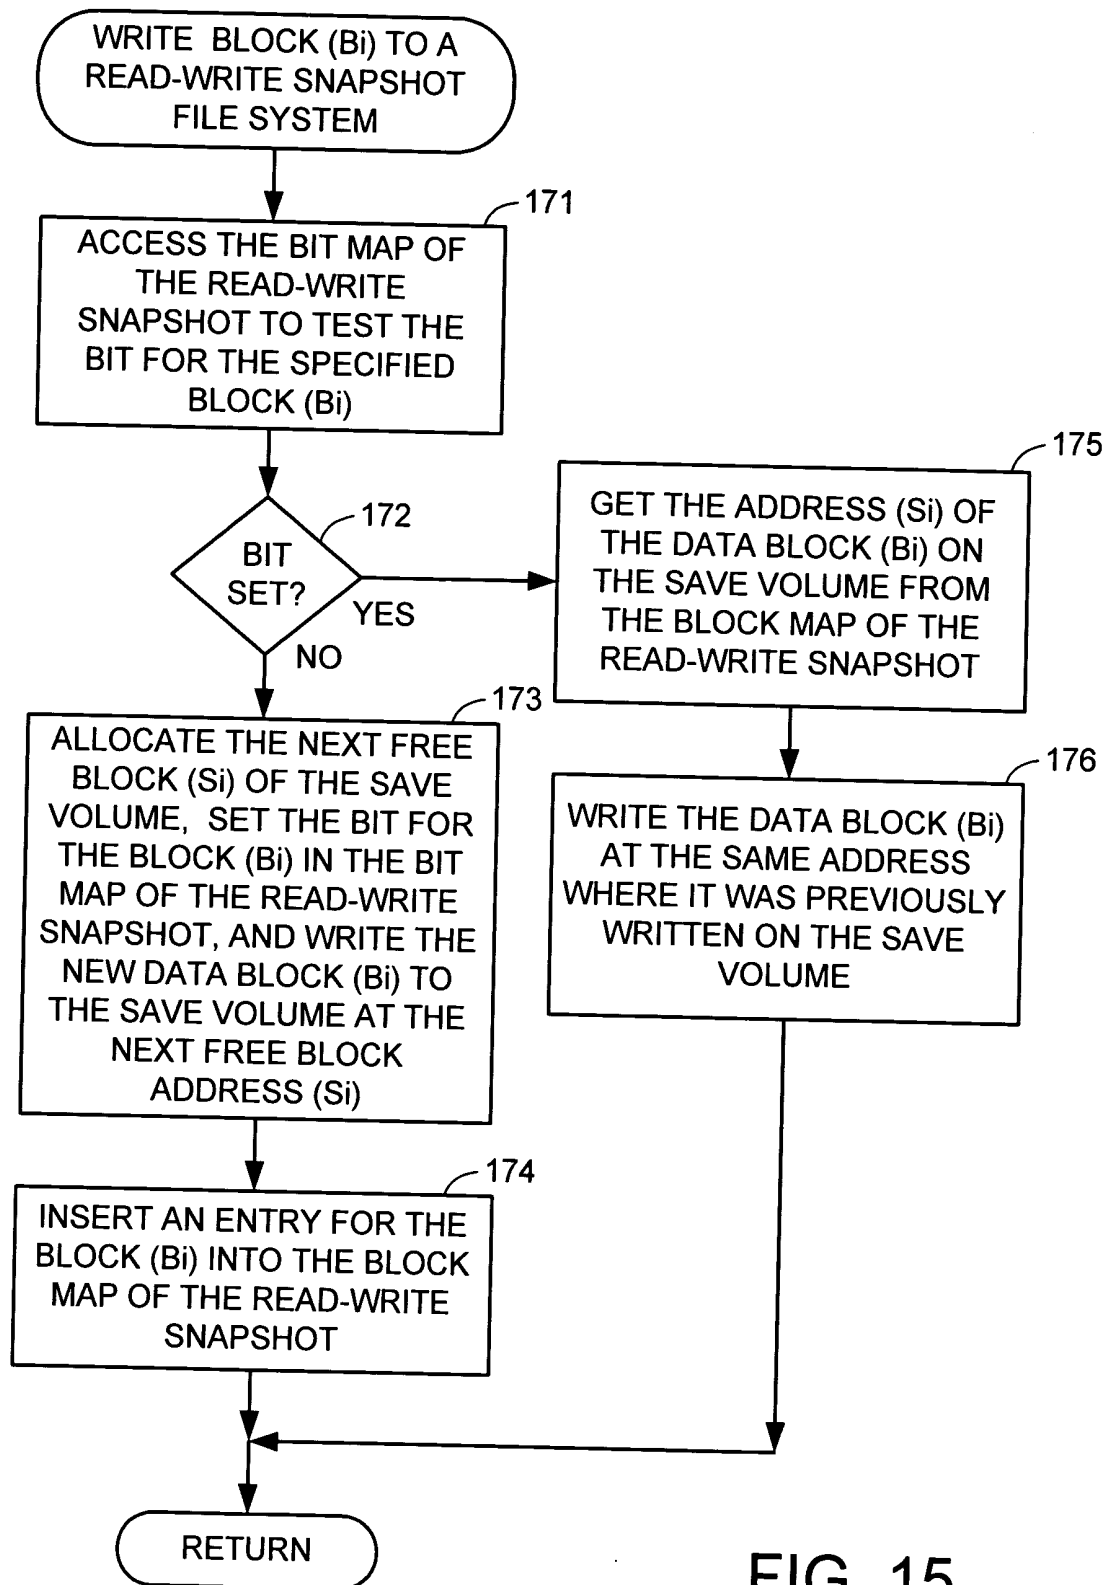 WRITE BLOCK (Bi) TO A
READ-WRITE SNAPSHOT
FILE SYSTEM
171
ACCESS THE BIT MAP OF
THE READ-WRITE
SNAPSHOT TO TEST THE
BIT FOR THE SPECIFIED
BLOCK (Bi)
172
BIT
SET?
YES
NO
175
GET THE ADDRESS (Si) OF
THE DATA BLOCK (Bi) ON
THE SAVE VOLUME FROM
THE BLOCK MAP OF THE
READ-WRITE SNAPSHOT
173
ALLOCATE THE NEXT FREE
BLOCK (Si) OF THE SAVE
VOLUME, SET THE BIT FOR
THE BLOCK (Bi) IN THE BIT
MAP OF THE READ-WRITE
SNAPSHOT, AND WRITE THE
NEW DATA BLOCK (Bi) TO
THE SAVE VOLUME AT THE
NEXT FREE BLOCK
ADDRESS (Si)
176
WRITE THE DATA BLOCK (Bi)
AT THE SAME ADDRESS
WHERE IT WAS PREVIOUSLY
WRITTEN ON THE SAVE
VOLUME
174
INSERT AN ENTRY FOR THE
BLOCK (Bi) INTO THE BLOCK
MAP OF THE READ-WRITE
SNAPSHOT
RETURN
FIG. 15